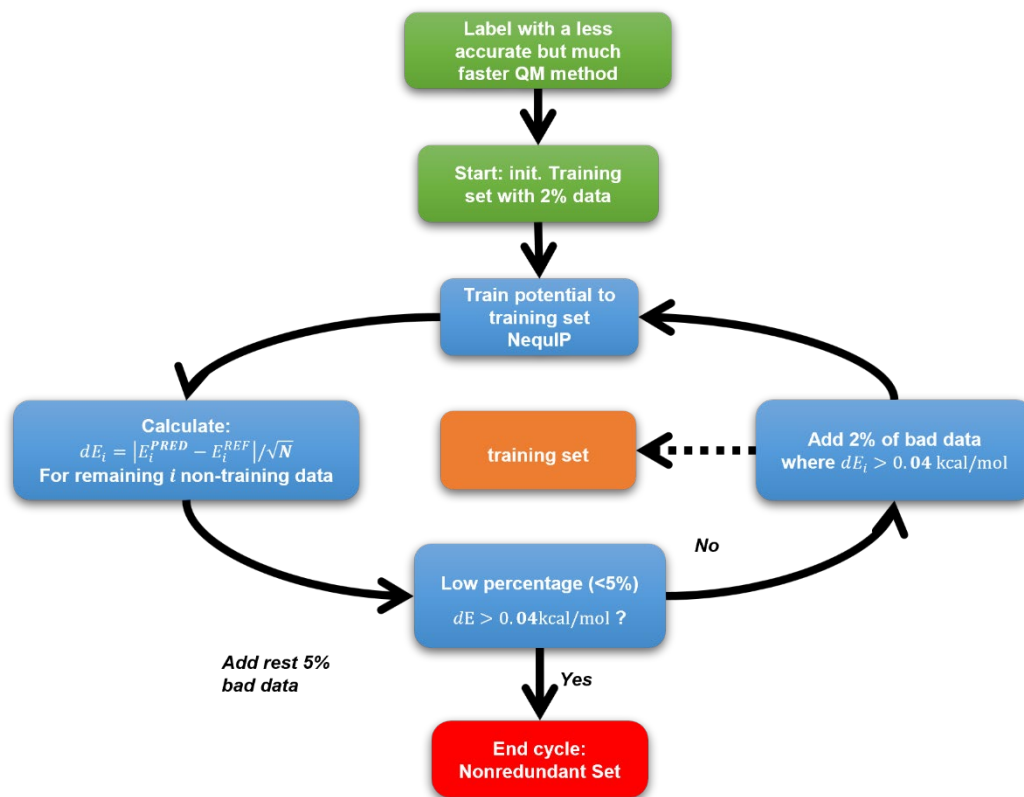 Label with a less
accurate but much
faster QM method
Start: init. Training
set with 2% data
Train potential to
training set
NequIP
Calculate:
dE_i = |E_i^PRED − E_i^REF|/√N
For remaining i non-training data
training set
Add 2% of bad data
where dE_i > 0.04 kcal/mol
No
Low percentage (<5%)
dE > 0.04kcal/mol ?
Add rest 5%
bad data
Yes
End cycle:
Nonredundant Set